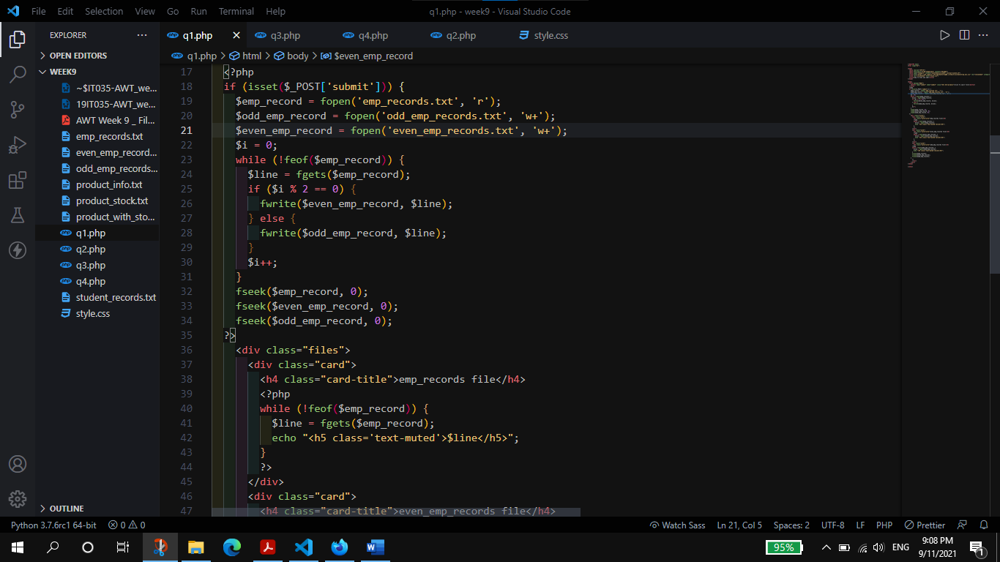 File Edit Selection View Go Run Terminal Help q1.php - week9 - Visual Studio Code
EXPLORER
OPEN EDITORS
WEEK9
~$IT035-AWT_we...
19IT035-AWT_we...
AWT Week 9 _ Fil...
emp_records.txt
even_emp_record...
odd_emp_records...
product_info.txt
product_stock.txt
product_with_sto...
q1.php
q2.php
q3.php
q4.php
student_records.txt
style.css
OUTLINE
q1.php q3.php q4.php q2.php style.css
q1.php > html > body > $even_emp_record
17 <?php
18 if (isset($_POST['submit'])) {
19 $emp_record = fopen('emp_records.txt', 'r');
20 $odd_emp_record = fopen('odd_emp_records.txt', 'w+');
21 $even_emp_record = fopen('even_emp_records.txt', 'w+');
22 $i = 0;
23 while (!feof($emp_record)) {
24 $line = fgets($emp_record);
25 if ($i % 2 == 0) {
26 fwrite($even_emp_record, $line);
27 } else {
28 fwrite($odd_emp_record, $line);
29 }
30 $i++;
31 }
32 fseek($emp_record, 0);
33 fseek($even_emp_record, 0);
34 fseek($odd_emp_record, 0);
35 ?>
36 <div class="files">
37 <div class="card">
38 <h4 class="card-title">emp_records file</h4>
39 <?php
40 while (!feof($emp_record)) {
41 $line = fgets($emp_record);
42 echo "<h5 class='text-muted'>$line</h5>";
43 }
44 ?>
45 </div>
46 <div class="card">
47 <h4 class="card-title">even_emp_records file</h4>
Python 3.7.6rc1 64-bit 0 0 Watch Sass Ln 21, Col 5 Spaces: 2 UTF-8 LF PHP Prettier
95% ENG 9:08 PM
9/11/2021 1